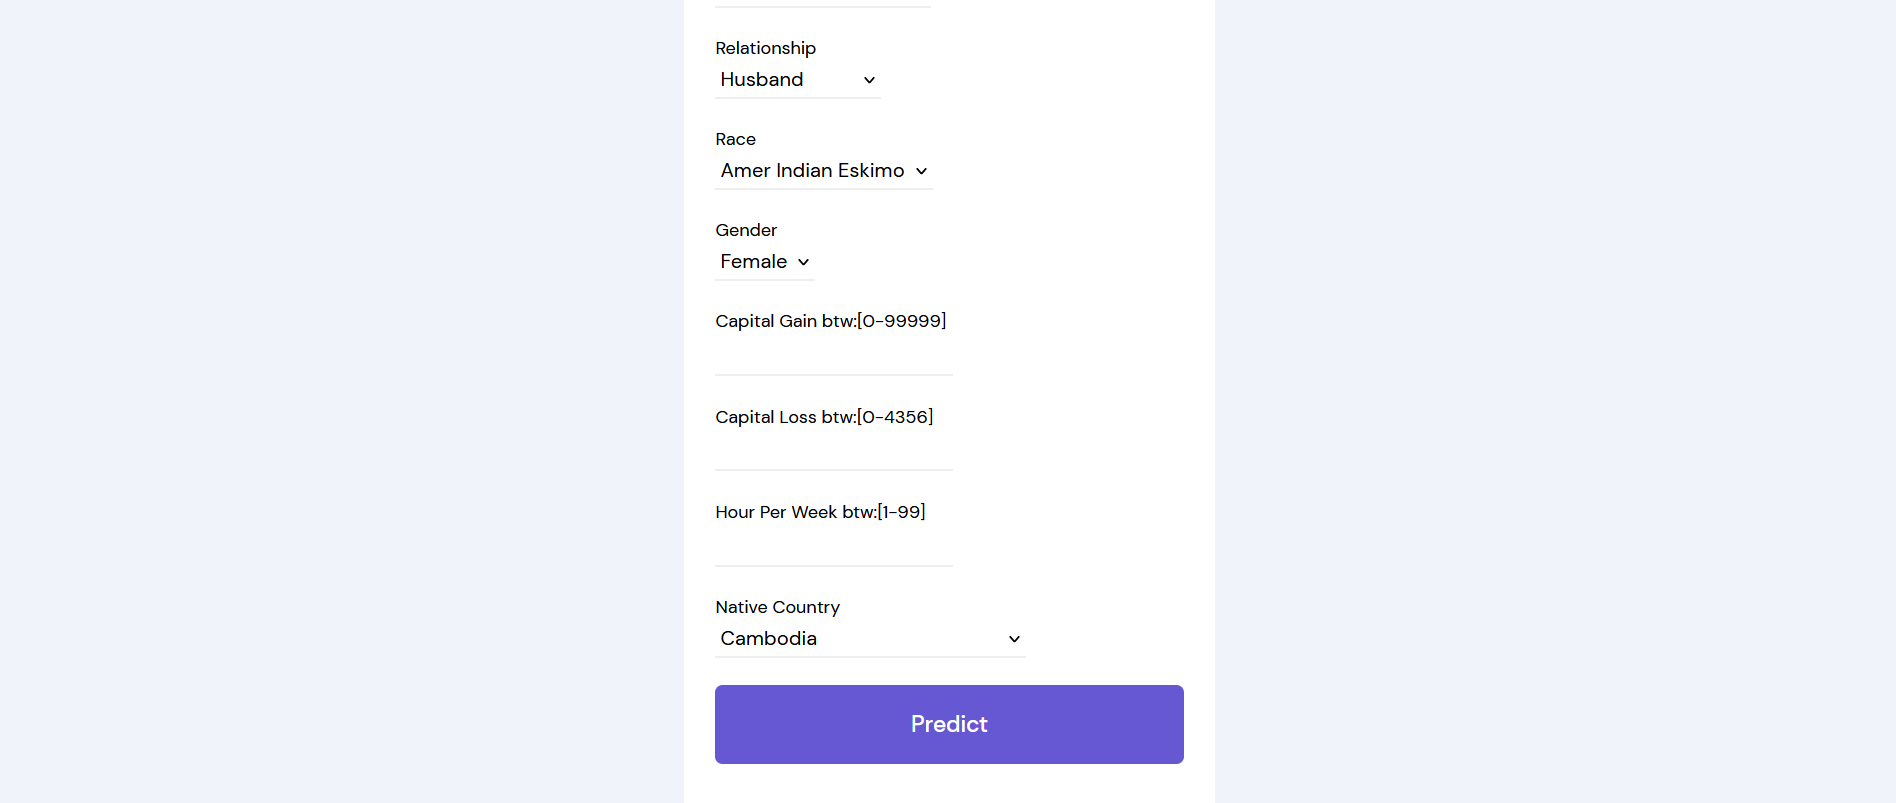 Relationship
Husband
Race
Amer Indian Eskimo
Gender
Female
Capital Gain btw:[0-99999]
Capital Loss btw:[0-4356]
Hour Per Week btw:[1-99]
Native Country
Cambodia
Predict